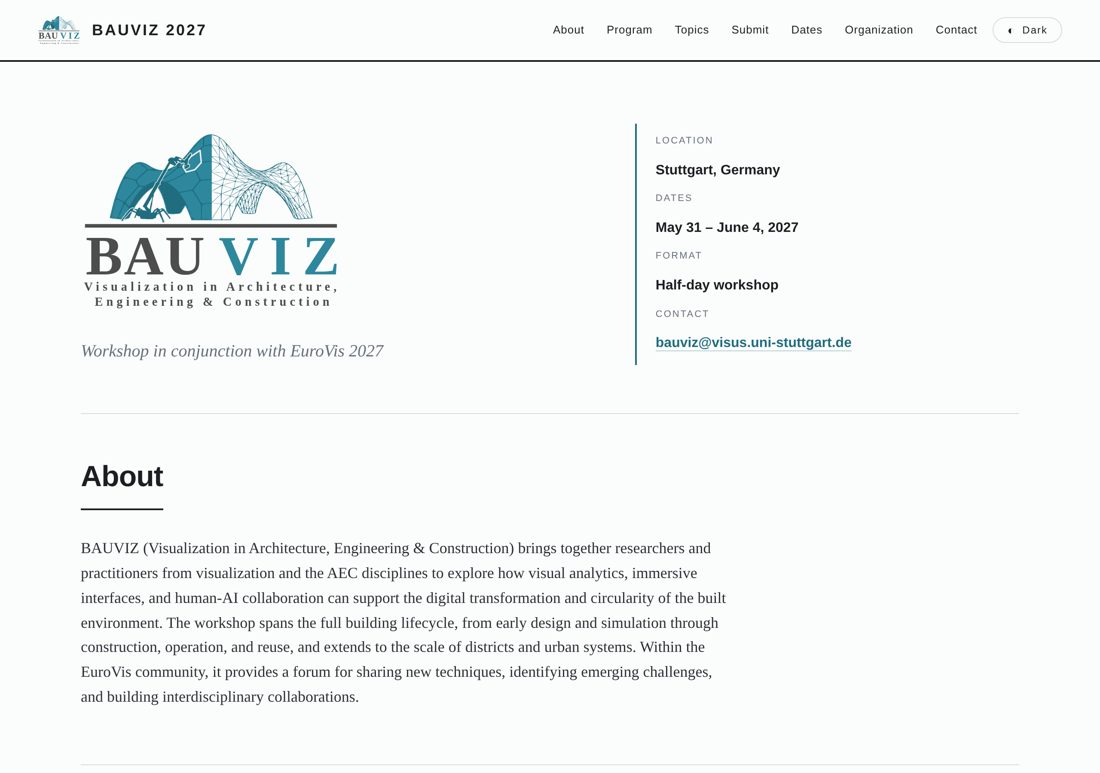 BAUVIZ
BAUVIZ 2027
About
Program
Topics
Submit
Dates
Organization
Contact
Dark
BAUVIZ
Visualization in Architecture,
Engineering & Construction
Workshop in conjunction with EuroVis 2027
LOCATION
Stuttgart, Germany
DATES
May 31 – June 4, 2027
FORMAT
Half-day workshop
CONTACT
bauviz@visus.uni-stuttgart.de
About
BAUVIZ (Visualization in Architecture, Engineering & Construction) brings together researchers and
practitioners from visualization and the AEC disciplines to explore how visual analytics, immersive
interfaces, and human-AI collaboration can support the digital transformation and circularity of the built
environment. The workshop spans the full building lifecycle, from early design and simulation through
construction, operation, and reuse, and extends to the scale of districts and urban systems. Within the
EuroVis community, it provides a forum for sharing new techniques, identifying emerging challenges,
and building interdisciplinary collaborations.